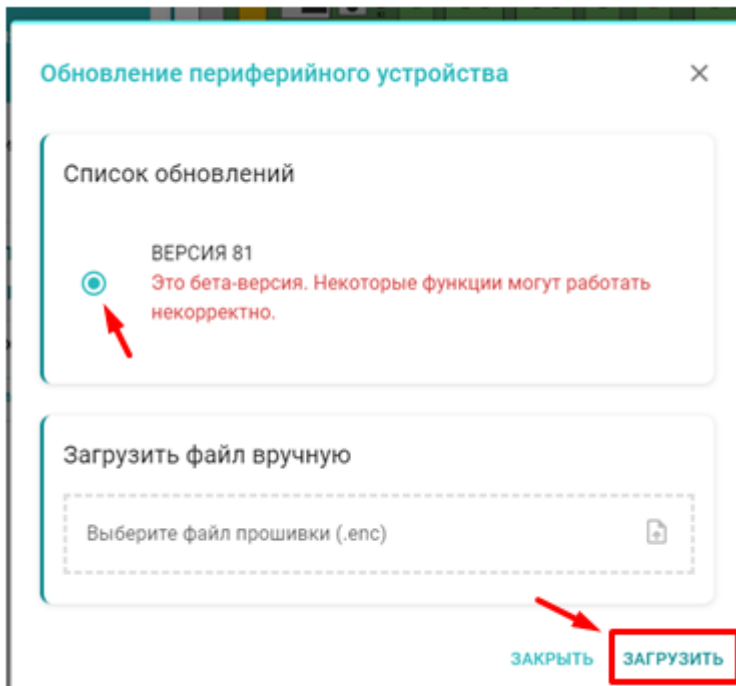 Обновление периферийного устройства
Список обновлений
ВЕРСИЯ 81
Это бета-версия. Некоторые функции могут работать
некорректно.
Загрузить файл вручную
Выберите файл прошивки (.enc)
ЗАКРЫТЬ ЗАГРУЗИТЬ